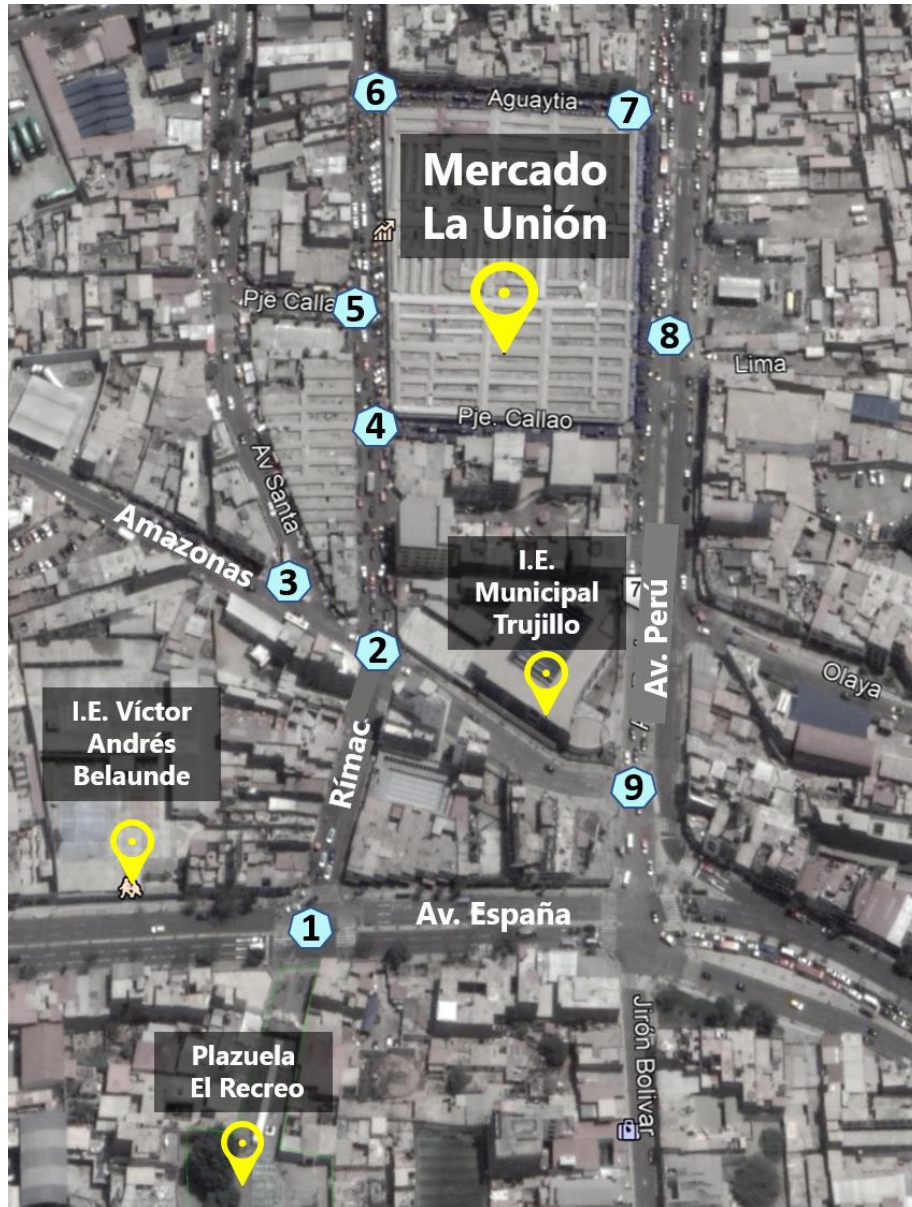 6
Aguaytia
7
Mercado
La Unión
Pje Calla
5
8
Lima
4
Pje. Callao
Av Santa
Amazonas
3
I.E.
Municipal
Trujillo
7
Av. Perú
2
Olaya
I.E. Víctor
Andrés
Belaunde
Rímac
9
1
Av. España
Plazuela
El Recreo
Jirón Bolivar